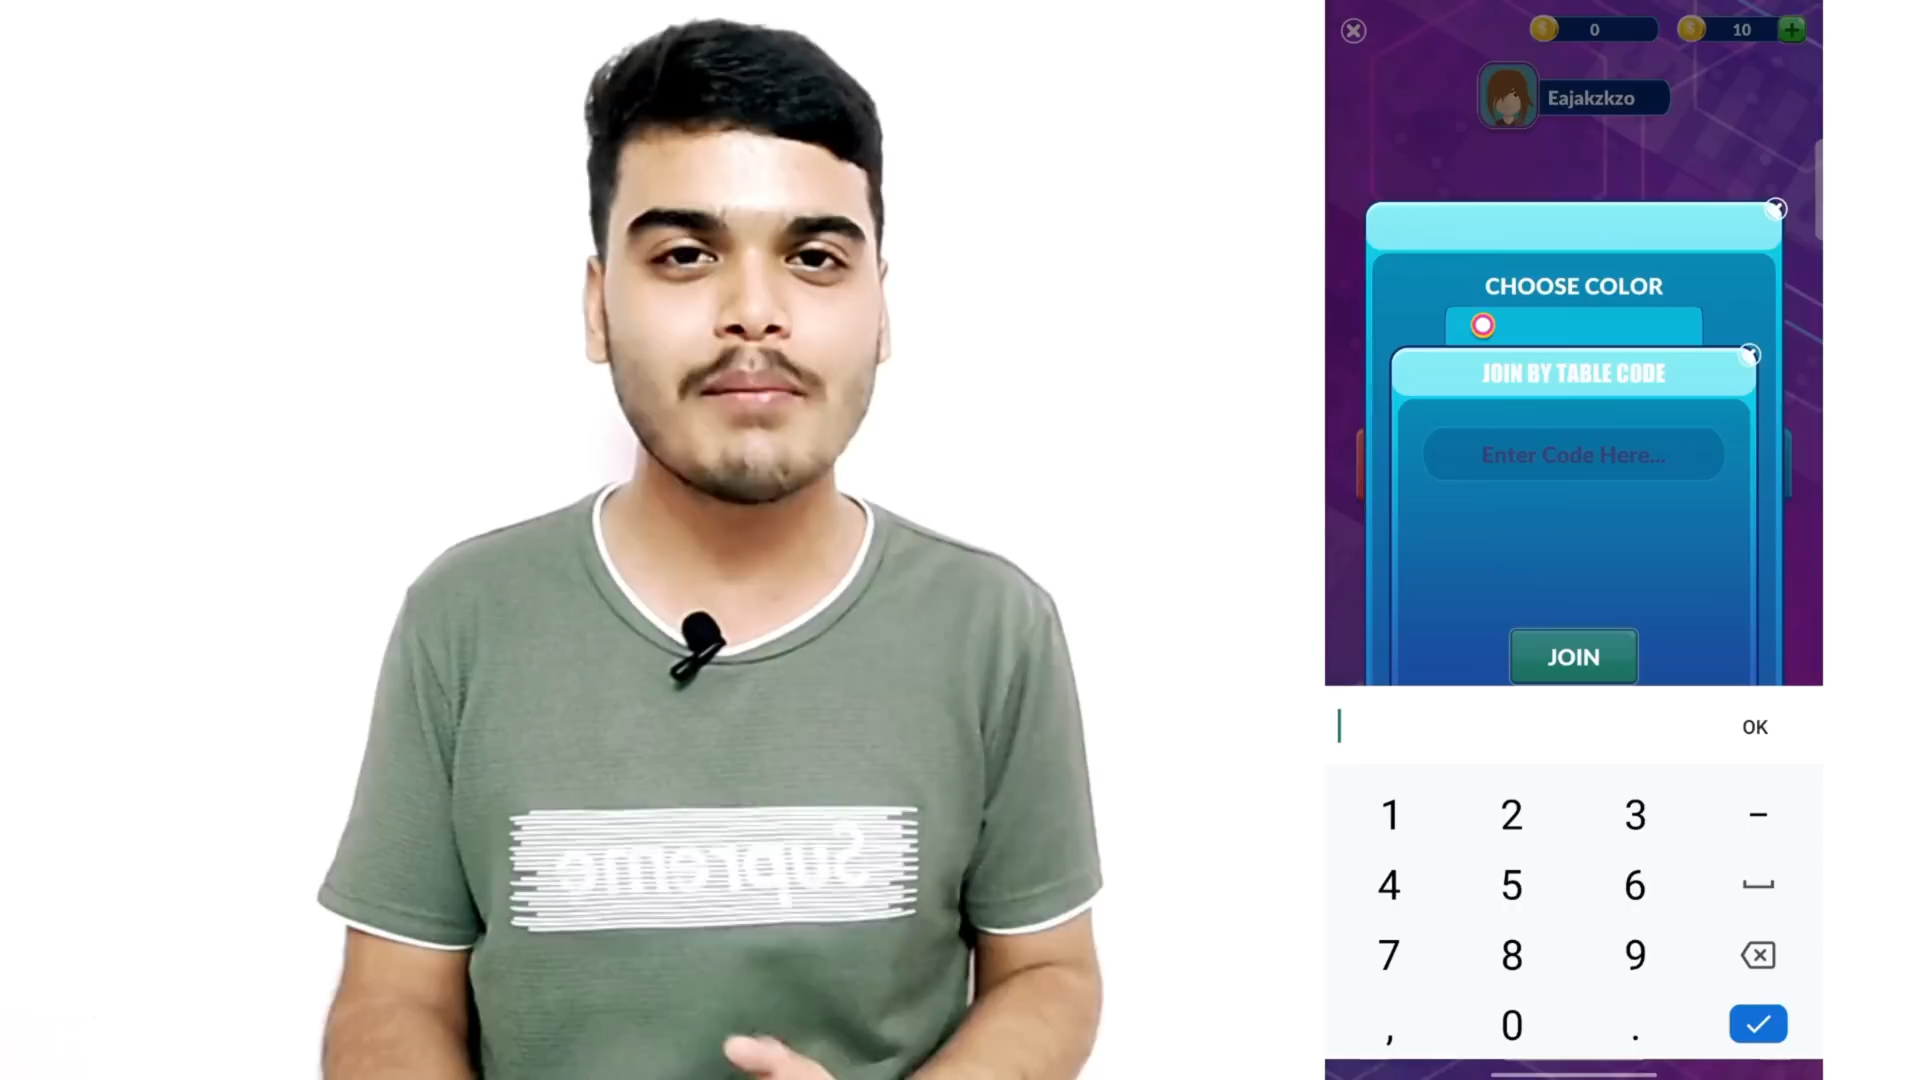 0
10
Eajakzkzo
CHOOSE COLOR
JOIN BY TABLE CODE
Enter Code Here...
JOIN
OK
1 2 3 -
4 5 6
7 8 9
, 0 .
Supreme